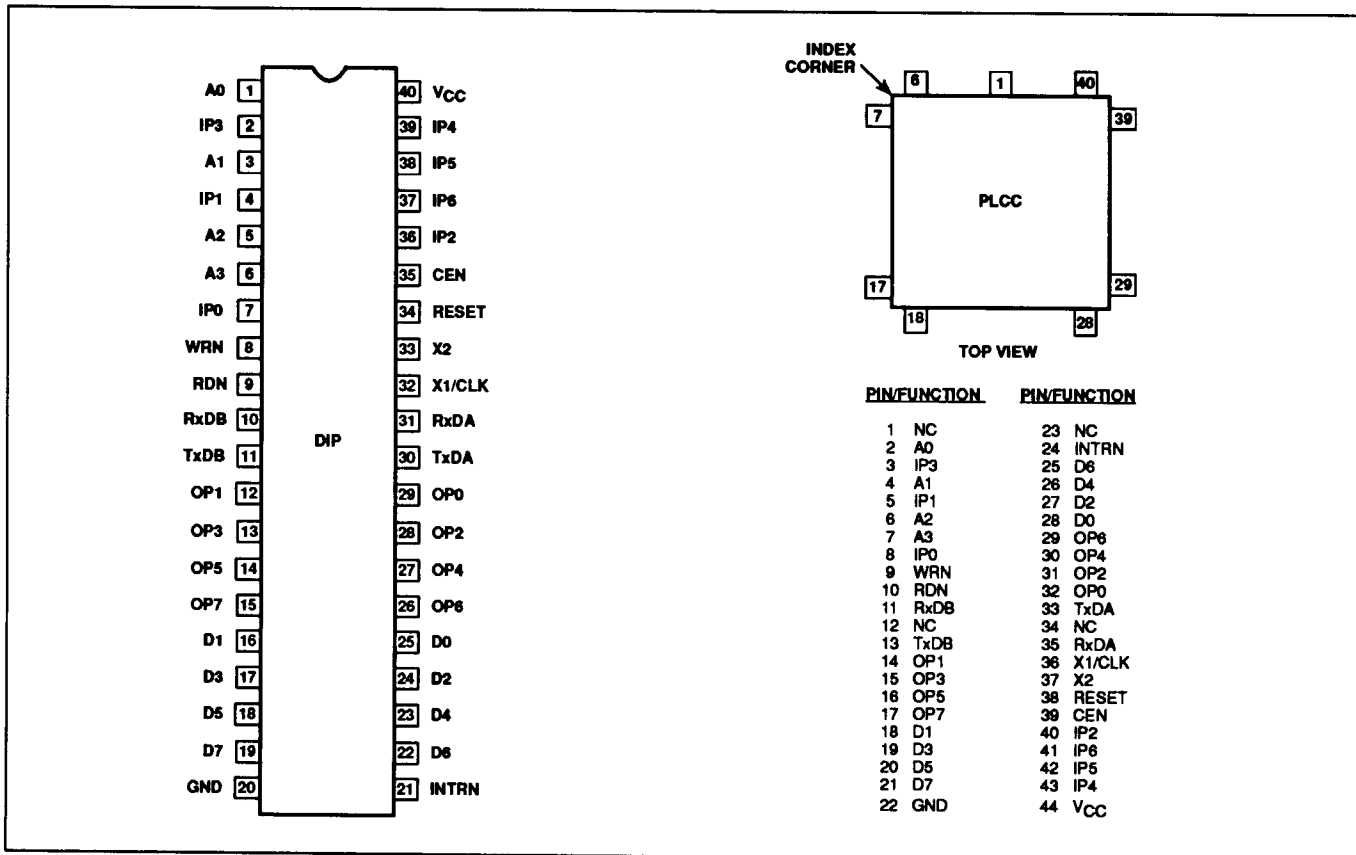 A0 1
40 VCC
IP3 2
39 IP4
A1 3
38 IP5
IP1 4
37 IP6
A2 5
36 IP2
A3 6
35 CEN
IP0 7
34 RESET
WRN 8
33 X2
RDN 9
32 X1/CLK
RxDB 10
31 RxDA
DIP
TxDB 11
30 TxDA
OP1 12
29 OP0
OP3 13
28 OP2
OP5 14
27 OP4
OP7 15
26 OP6
D1 16
25 D0
D3 17
24 D2
D5 18
23 D4
D7 19
22 D6
GND 20
21 INTRN
INDEX
CORNER
6 1 40
7 39
PLCC
17 29
18 28
TOP VIEW
PIN/FUNCTION
1 NC
2 A0
3 IP3
4 A1
5 IP1
6 A2
7 A3
8 IP0
9 WRN
10 RDN
11 RxDB
12 NC
13 TxDB
14 OP1
15 OP3
16 OP5
17 OP7
18 D1
19 D3
20 D5
21 D7
22 GND
PIN/FUNCTION
23 NC
24 INTRN
25 D6
26 D4
27 D2
28 D0
29 OP6
30 OP4
31 OP2
32 OP0
33 TxDA
34 NC
35 RxDA
36 X1/CLK
37 X2
38 RESET
39 CEN
40 IP2
41 IP6
42 IP5
43 IP4
44 VCC